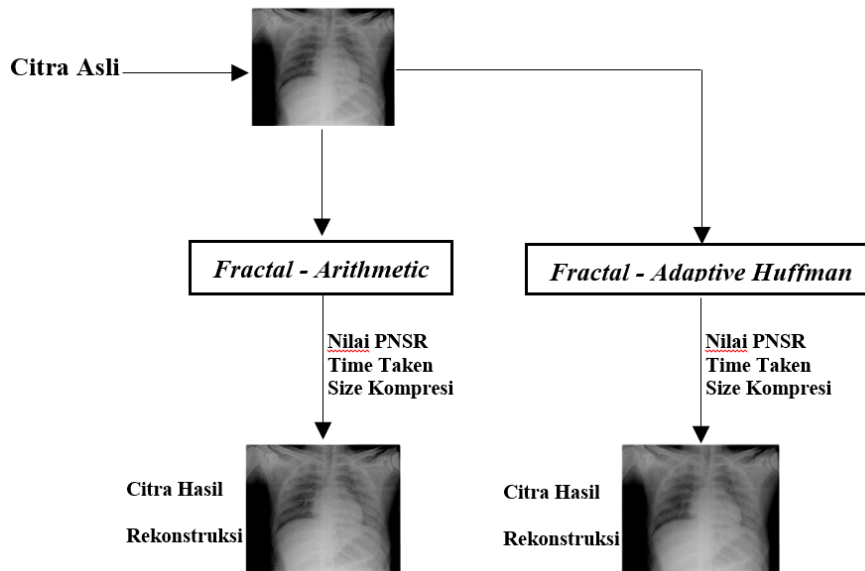 Citra Asli
Fractal - Arithmetic
Fractal - Adaptive Huffman
Nilai PNSR
Time Taken
Size Kompresi
Nilai PNSR
Time Taken
Size Kompresi
Citra Hasil
Rekonstruksi
Citra Hasil
Rekonstruksi